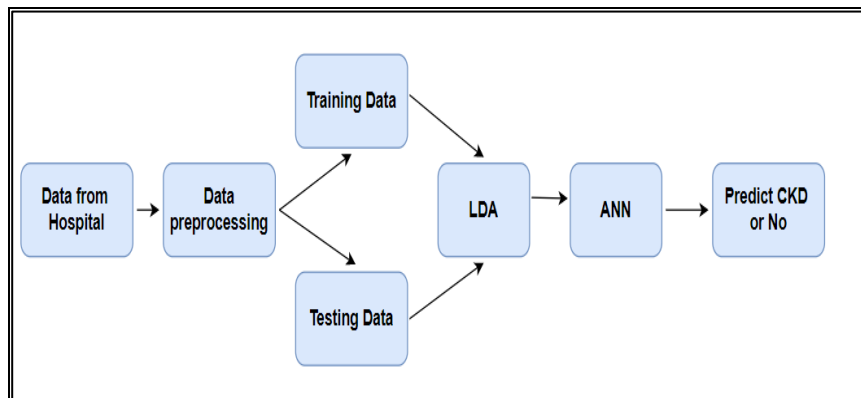 Data from
Hospital
Data
preprocessing
Training Data
Testing Data
LDA
ANN
Predict CKD
or No